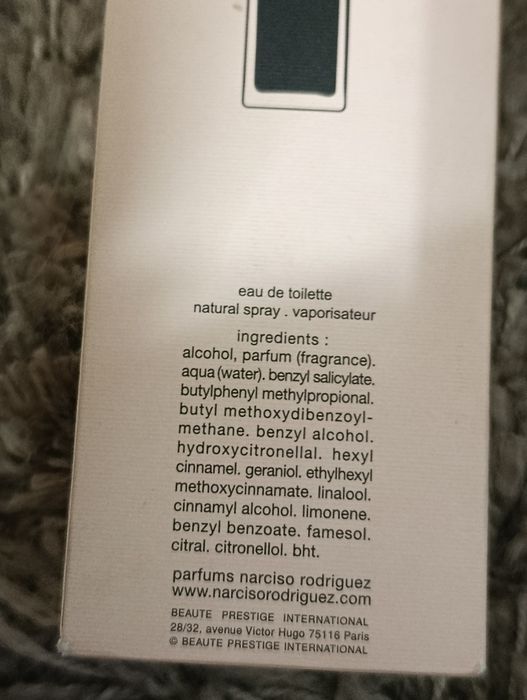 eau de toilette
natural spray . vaporisateur
ingredients :
alcohol, parfum (fragrance).
aqua (water). benzyl salicylate.
butylphenyl methylpropional.
butyl methoxydibenzoyl-
methane. benzyl alcohol.
hydroxycitronellal. hexyl
cinnamel. geraniol. ethylhexyl
methoxycinnamate. linalool.
cinnamyl alcohol. limonene.
benzyl benzoate. famesol.
citral. citronellol. bht.
parfums narciso rodriguez
www.narcisorodriguez.com
BEAUTE PRESTIGE INTERNATIONAL
28/32, avenue Victor Hugo 75116 Paris
© BEAUTE PRESTIGE INTERNATIONAL